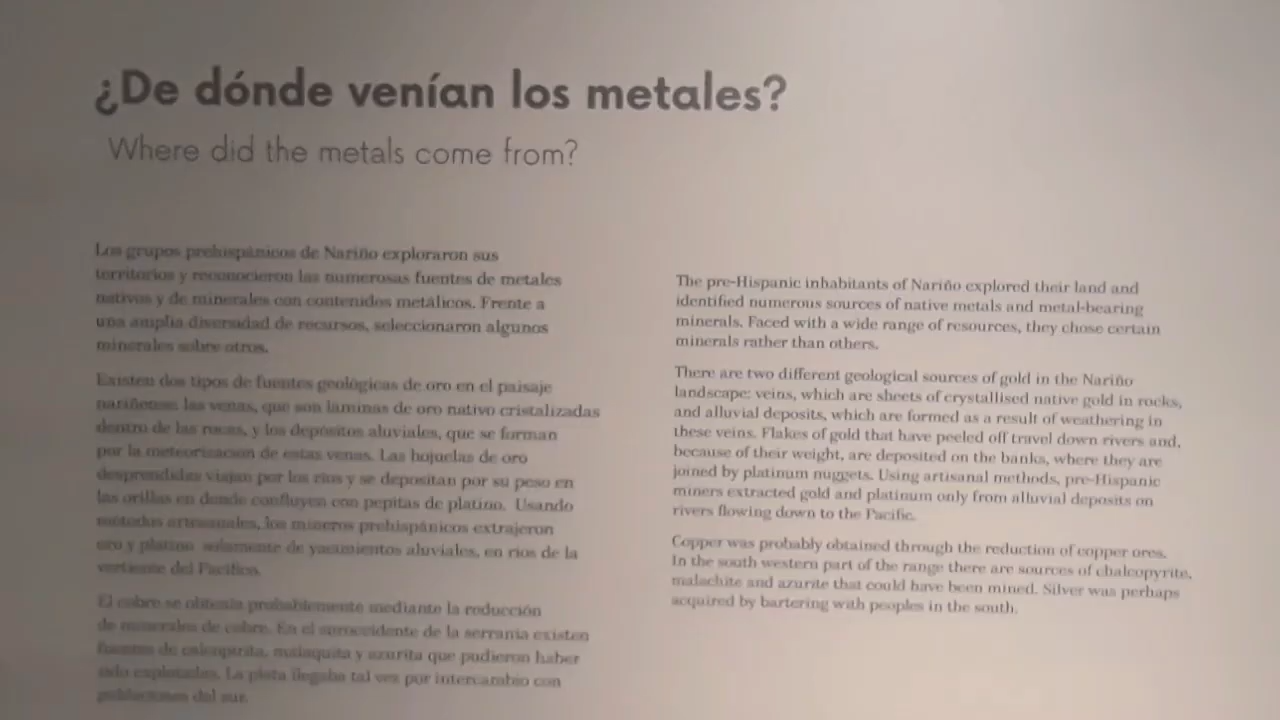 ¿De dónde venían los metales?
Where did the metals come from?
Los grupos prehispánicos de Nariño exploraron sus
territorios y reconocieron las numerosas fuentes de metales
nativos y de minerales con contenidos metálicos. Frente a
una amplia diversidad de recursos, seleccionaron algunos
minerales sobre otros.
Existen dos tipos de fuentes geológicas de oro en el paisaje
nariñense: las venas, que son láminas de oro nativo cristalizadas
dentro de las rocas, y los depósitos aluviales, que se forman
por la meteorización de estas venas. Las hojuelas de oro
desprendidas viajan por los ríos y se depositan por su peso en
las orillas en donde confluyen con pepitas de platino. Usando
métodos artesanales, los mineros prehispánicos extrajeron
oro y platino solamente de yacimientos aluviales, en ríos de la
vertiente del Pacífico.
El cobre se obtenía probablemente mediante la reducción
de minerales de cobre. En el suroccidente de la serranía existen
fuentes de calcopirita, malaquita y azurita que pudieron haber
sido explotadas. La plata llegaba tal vez por intercambio con
poblaciones del sur.
The pre-Hispanic inhabitants of Nariño explored their land and
identified numerous sources of native metals and metal-bearing
minerals. Faced with a wide range of resources, they chose certain
minerals rather than others.
There are two different geological sources of gold in the Nariño
landscape: veins, which are sheets of crystallised native gold in rocks,
and alluvial deposits, which are formed as a result of weathering in
these veins. Flakes of gold that have peeled off travel down rivers and,
because of their weight, are deposited on the banks, where they are
joined by platinum nuggets. Using artisanal methods, pre-Hispanic
miners extracted gold and platinum only from alluvial deposits on
rivers flowing down to the Pacific.
Copper was probably obtained through the reduction of copper ores.
In the south western part of the range there are sources of chalcopyrite,
malachite and azurite that could have been mined. Silver was perhaps
acquired by bartering with peoples in the south.